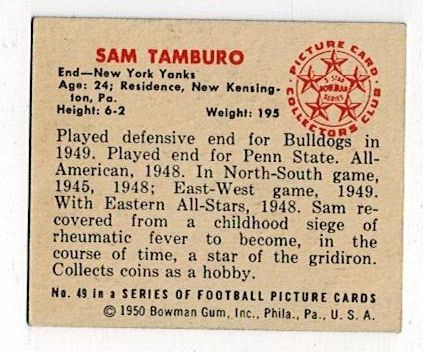 SAM TAMBURO
End—New York Yanks
Age: 24; Residence, New Kensing-
ton, Pa.
Height: 6-2 Weight: 195
PICTURE CARD
5-STAR
BOWMAN
SERIES
COLLECTORS CLUB
Played defensive end for Bulldogs in
1949. Played end for Penn State. All-
American, 1948. In North-South game,
1945, 1948; East-West game, 1949.
With Eastern All-Stars, 1948. Sam re-
covered from a childhood siege of
rheumatic fever to become, in the
course of time, a star of the gridiron.
Collects coins as a hobby.
No. 49 in a SERIES OF FOOTBALL PICTURE CARDS
©1950 Bowman Gum, Inc., Phila., Pa., U. S. A.